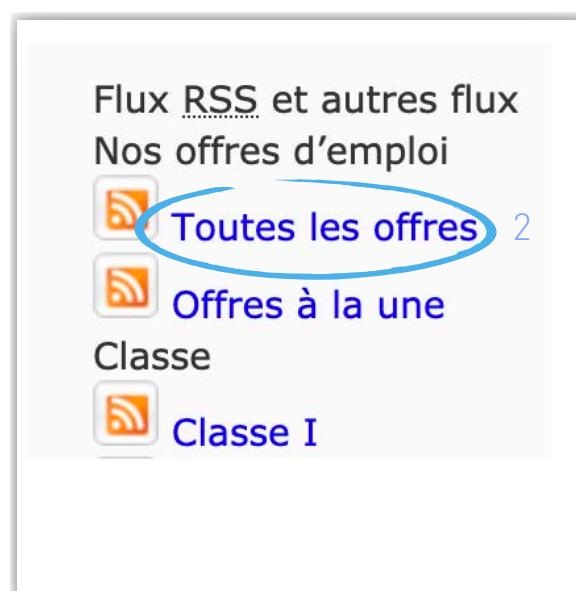 Flux RSS et autres flux
Nos offres d’emploi
Toutes les offres 2
Offres à la une
Classe
Classe I